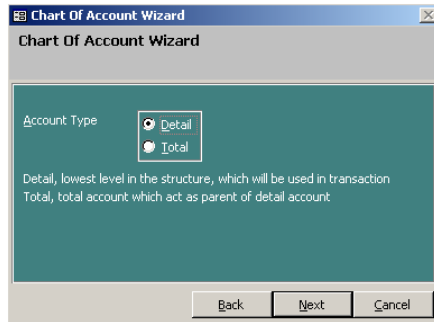 Chart Of Account Wizard
Chart Of Account Wizard
Account Type
Detail
Total
Detail, lowest level in the structure, which will be used in transaction
Total, total account which act as parent of detail account
Back Next Cancel